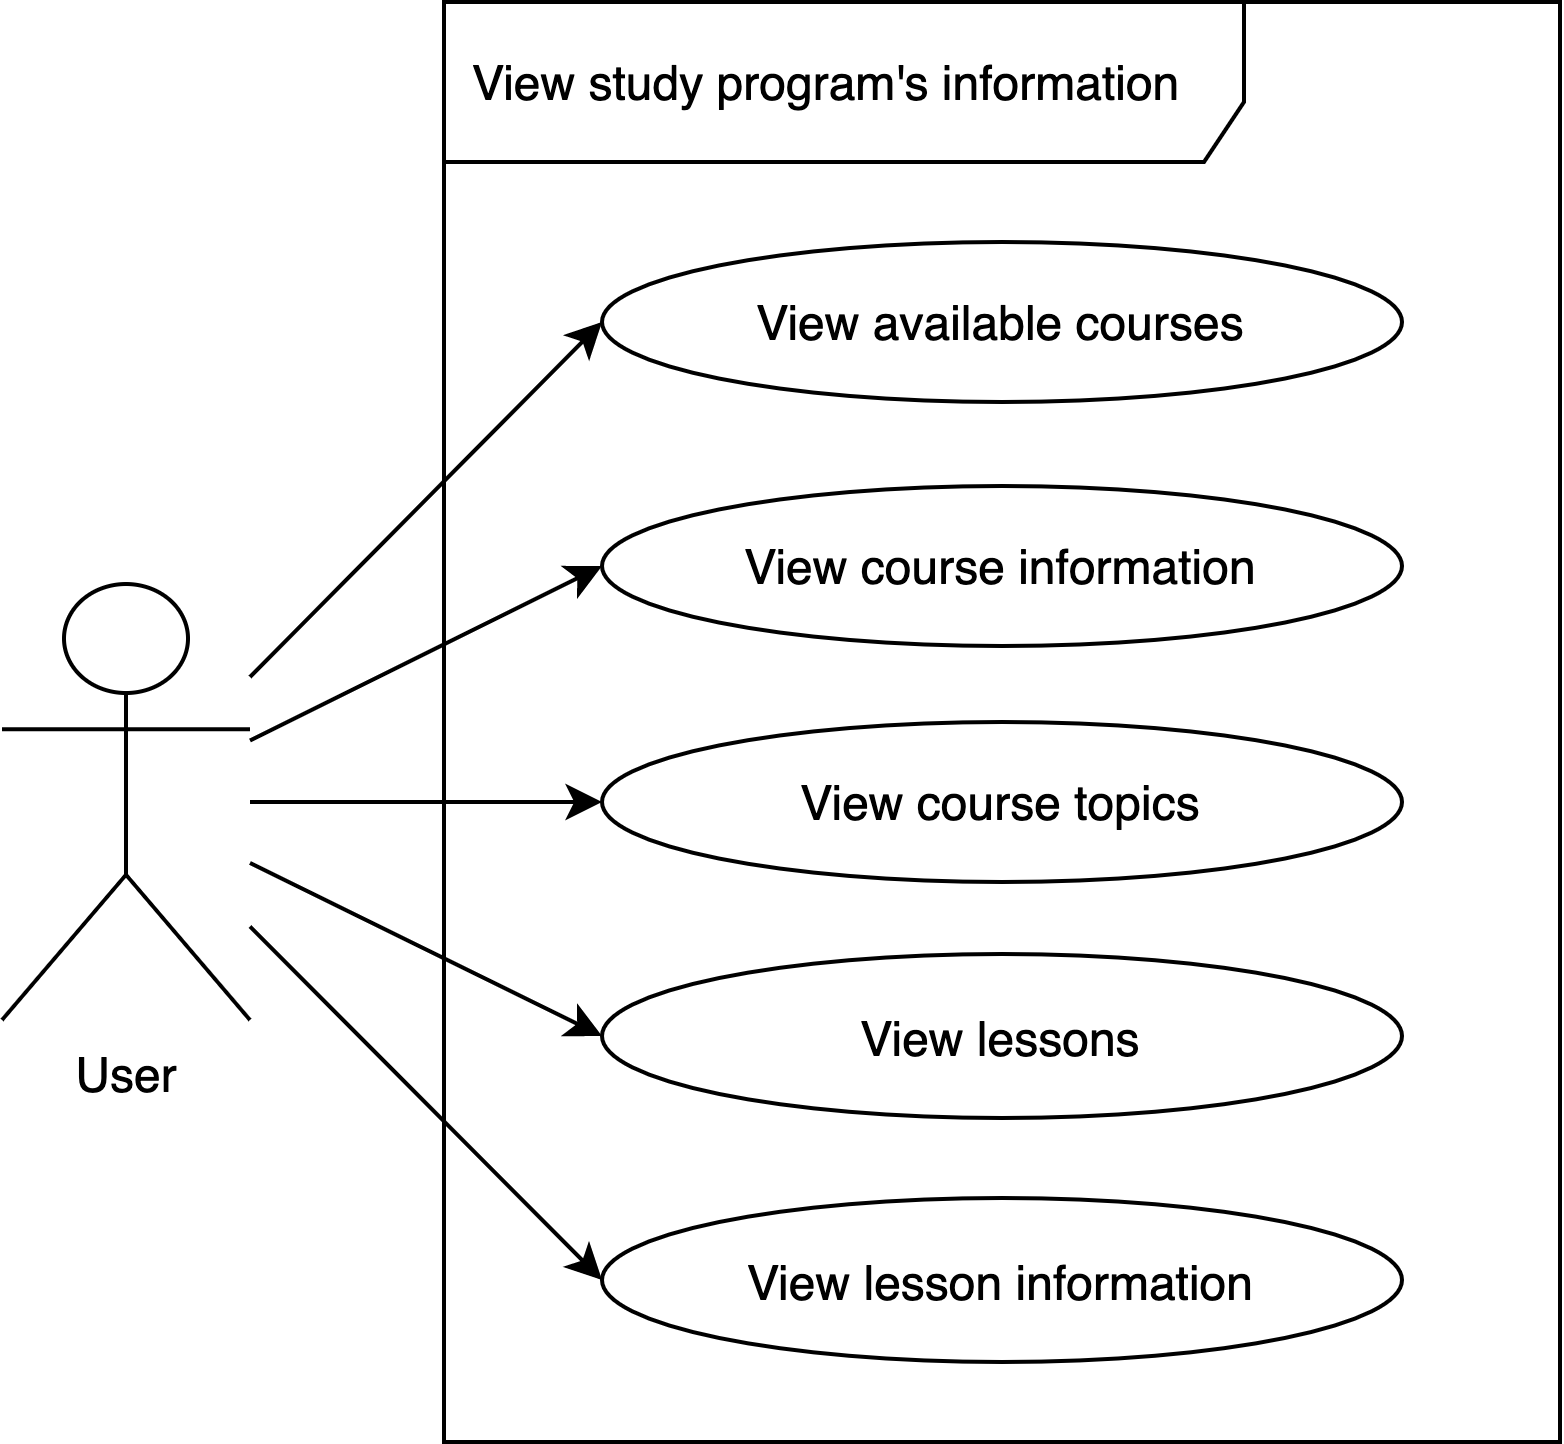 View study program's information
View available courses
View course information
View course topics
View lessons
View lesson information
User